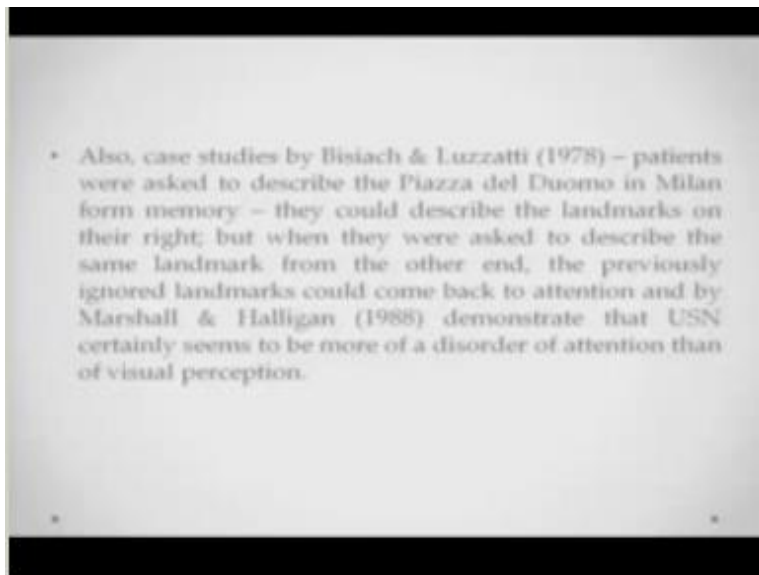 • Also, case studies by Bisiach & Luzzatti (1978) – patients
were asked to describe the Piazza del Duomo in Milan
form memory – they could describe the landmarks on
their right; but when they were asked to describe the
same landmark from the other end, the previously
ignored landmarks could come back to attention and by
Marshall & Halligan (1988) demonstrate that USN
certainly seems to be more of a disorder of attention than
of visual perception.